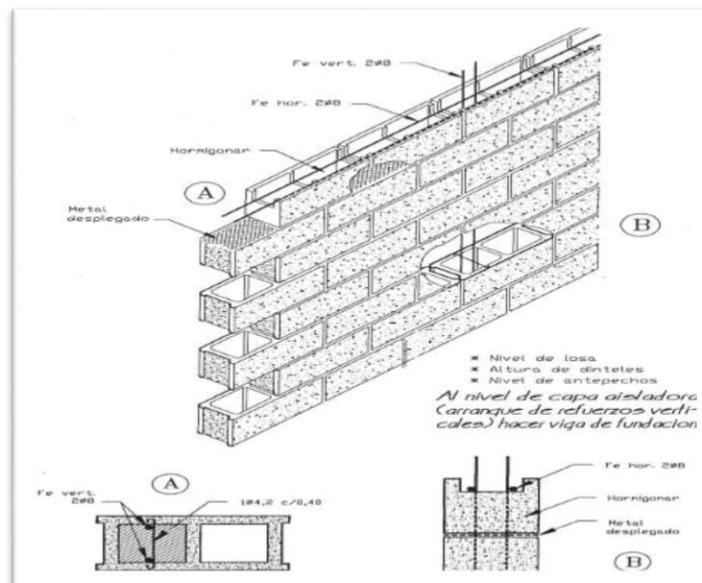 Fe vert. 2ø8
Fe hor. 2ø8
Hormigonar
A
Metal
desplegado
B
* Nivel de losa
* Altura de dinteles
* Nivel de antepechos
Al nivel de capa aisladora
(arranque de refuerzos verti-
cales) hacer viga de fundacion
A
Fe vert.
2ø8
1ø4,2 c/0,40
Fe hor. 2ø8
Hormigonar
Metal
desplegado
B